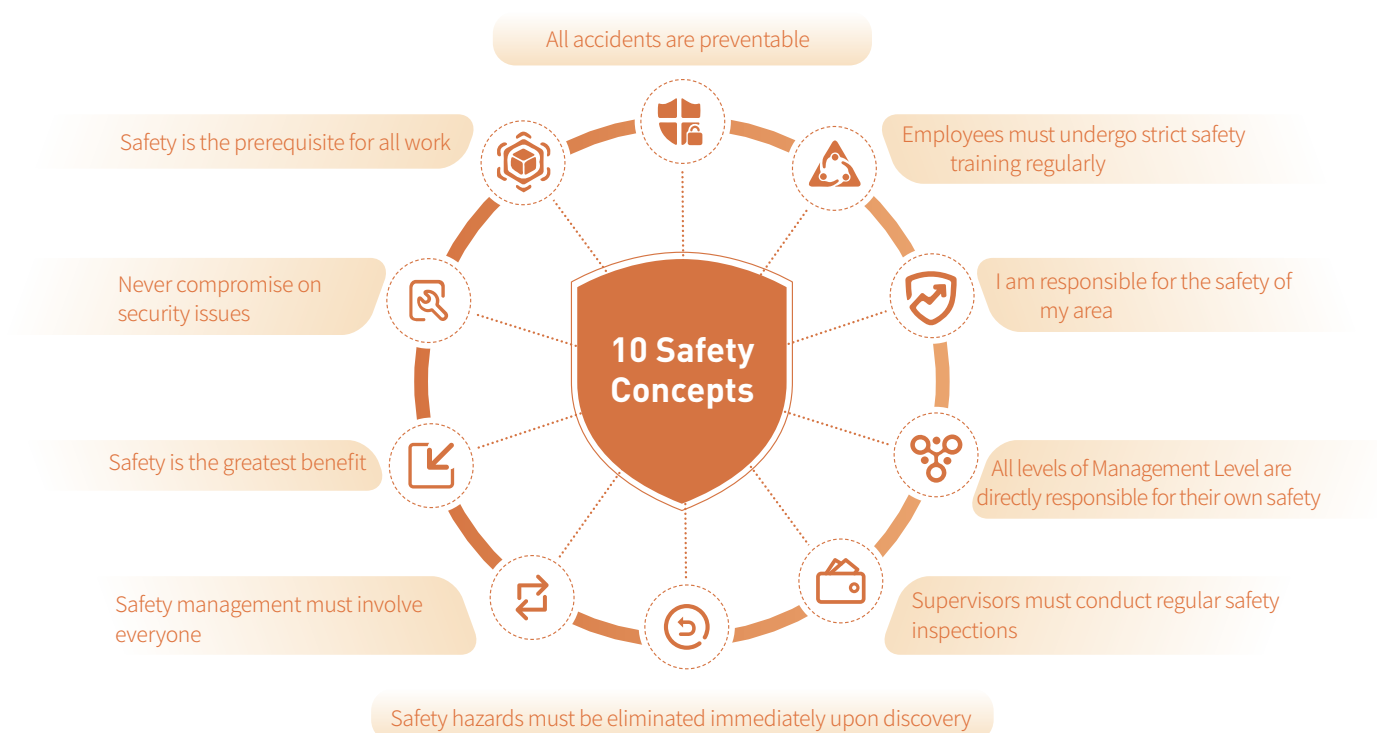 All accidents are preventable
Safety is the prerequisite for all work
Employees must undergo strict safety
training regularly
Never compromise on
security issues
I am responsible for the safety of
my area
10 Safety
Concepts
Safety is the greatest benefit
All levels of Management Level are
directly responsible for their own safety
Safety management must involve
everyone
Supervisors must conduct regular safety
inspections
Safety hazards must be eliminated immediately upon discovery